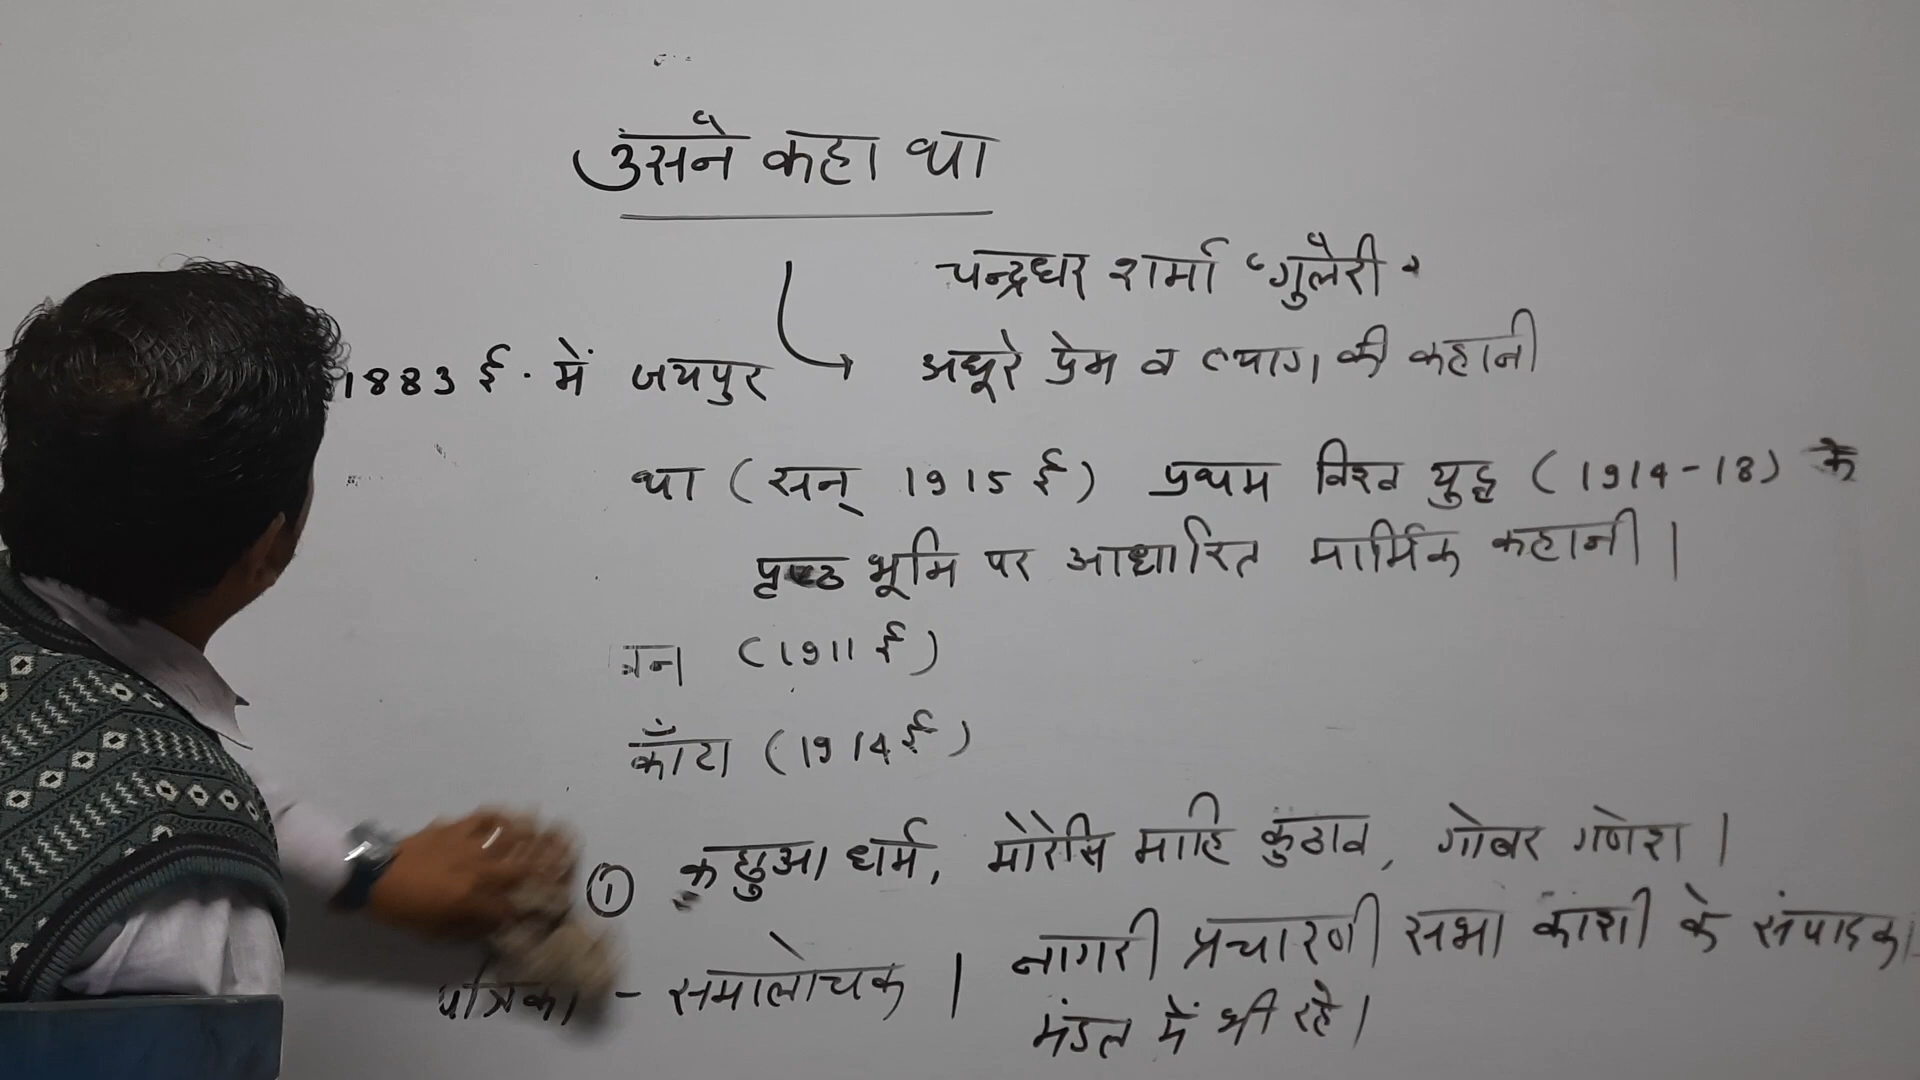 उसने कहा था
चन्द्रधर शर्मा 'गुलेरी'
1883 ई. में जयपुर → अधूरे प्रेम व त्याग की कहानी
था (सन् 1915 ई) प्रथम विश्व युद्ध (1914-18) के
पृष्ठ भूमि पर आधारित मार्मिक कहानी।
(1911 ई)
काँटा (1914 ई)
① कछुआ धर्म, मोरेसि माहि कुठाव, गोबर गणेश।
पत्रिका - समालोचक | नागरी प्रचारणी सभा काशी के संपादक
मंडल में भी रहे।